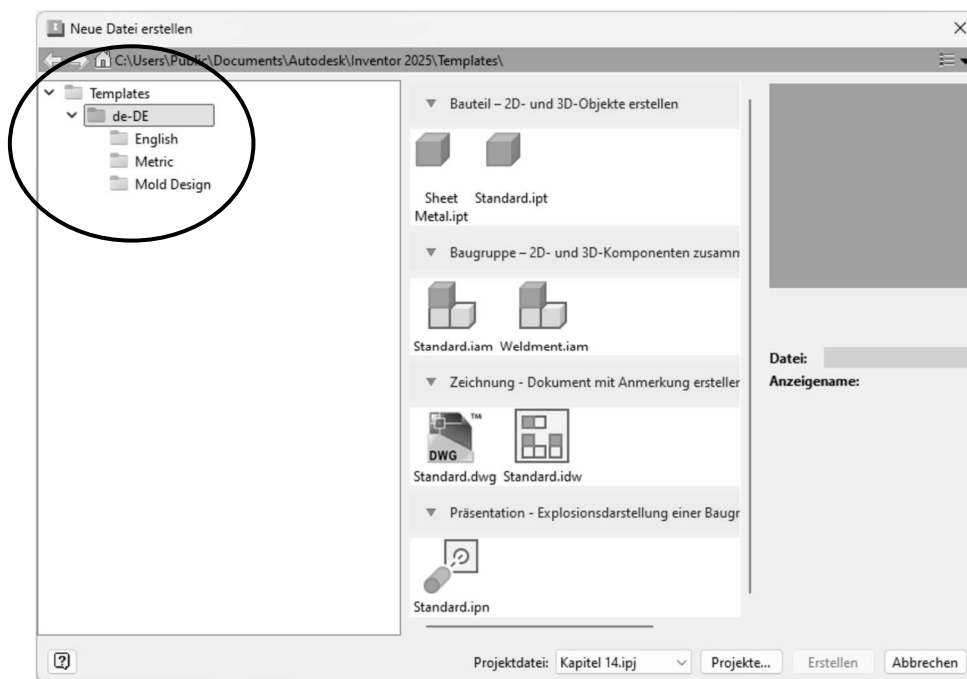 Neue Datei erstellen
C:\Users\Public\Documents\Autodesk\Inventor 2025\Templates\
Templates
de-DE
English
Metric
Mold Design
Bauteil – 2D- und 3D-Objekte erstellen
Sheet Metal.ipt
Standard.ipt
Baugruppe – 2D- und 3D-Komponenten zusamm
Standard.iam
Weldment.iam
Zeichnung - Dokument mit Anmerkung ersteller
TM
DWG
Standard.dwg
Standard.idw
Präsentation - Explosionsdarstellung einer Baugr
Standard.ipn
Datei:
Anzeigename:
Projektdatei: Kapitel 14.ipj
Projekte...
Erstellen
Abbrechen